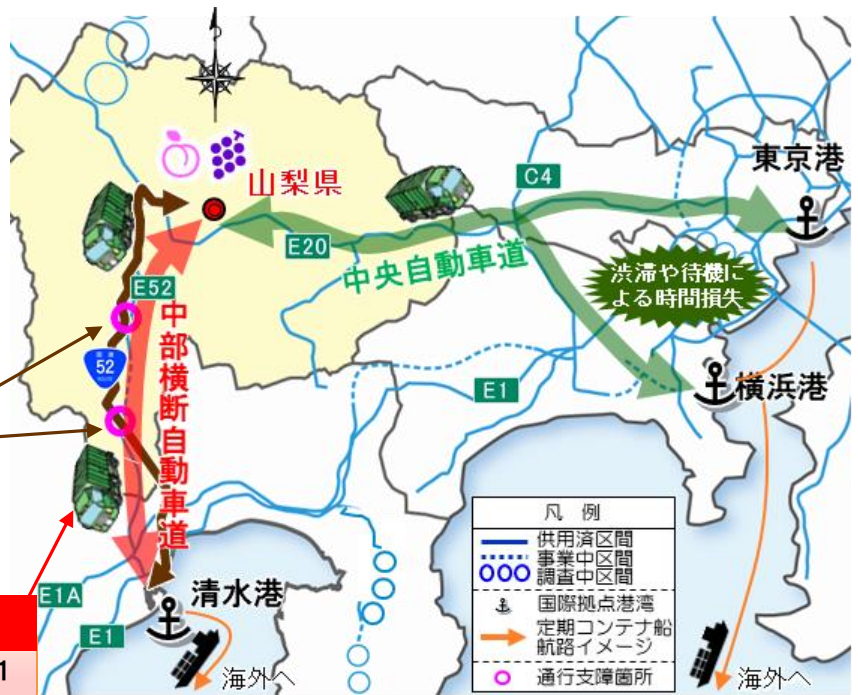 東京港
C4
山梨県
E20
中央自動車道
渋滞や待機に
よる時間損失
E52
中部横断自動車道
国道
52
ROUTE
E1
横浜港
凡 例
供用済区間
事業中区間
調査中区間
国際拠点港湾
定期コンテナ船
航路イメージ
通行支障箇所
E1A
清水港
E1
1
海外へ
海外へ